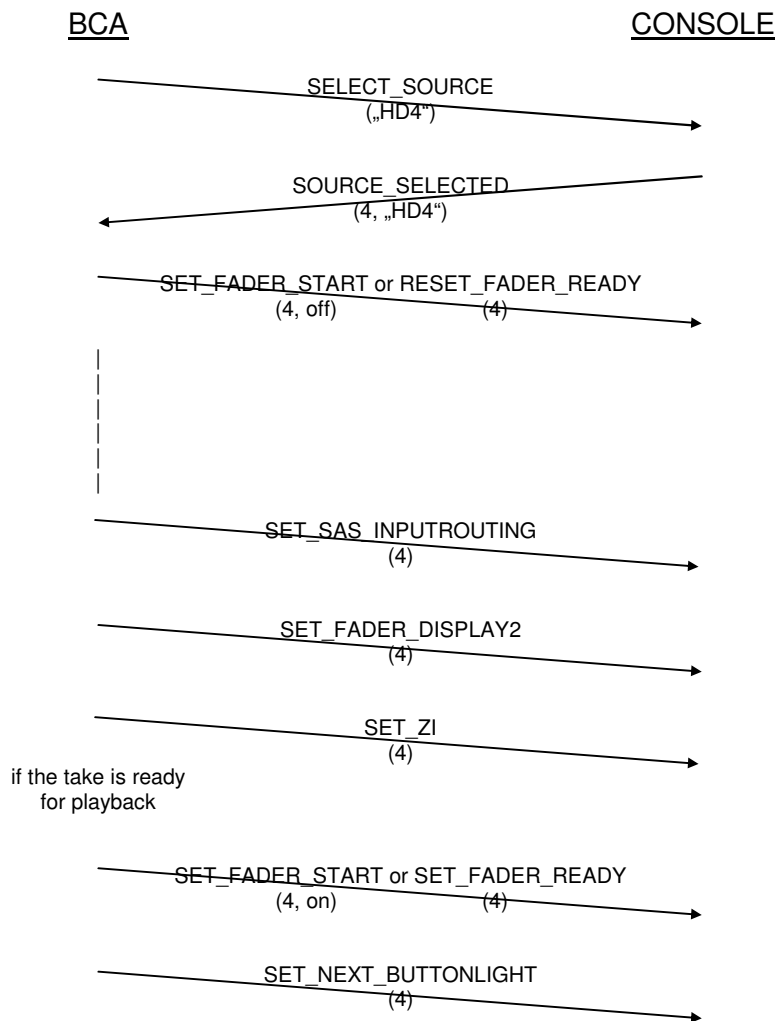 BCA CONSOLE
SELECT_SOURCE
(„HD4“)
SOURCE_SELECTED
(4, „HD4“)
SET_FADER_START or RESET_FADER_READY
(4, off) (4)
SET_SAS_INPUTROUTING
(4)
SET_FADER_DISPLAY2
(4)
SET_ZI
(4)
if the take is ready
for playback
SET_FADER_START or SET_FADER_READY
(4, on) (4)
SET_NEXT_BUTTONLIGHT
(4)